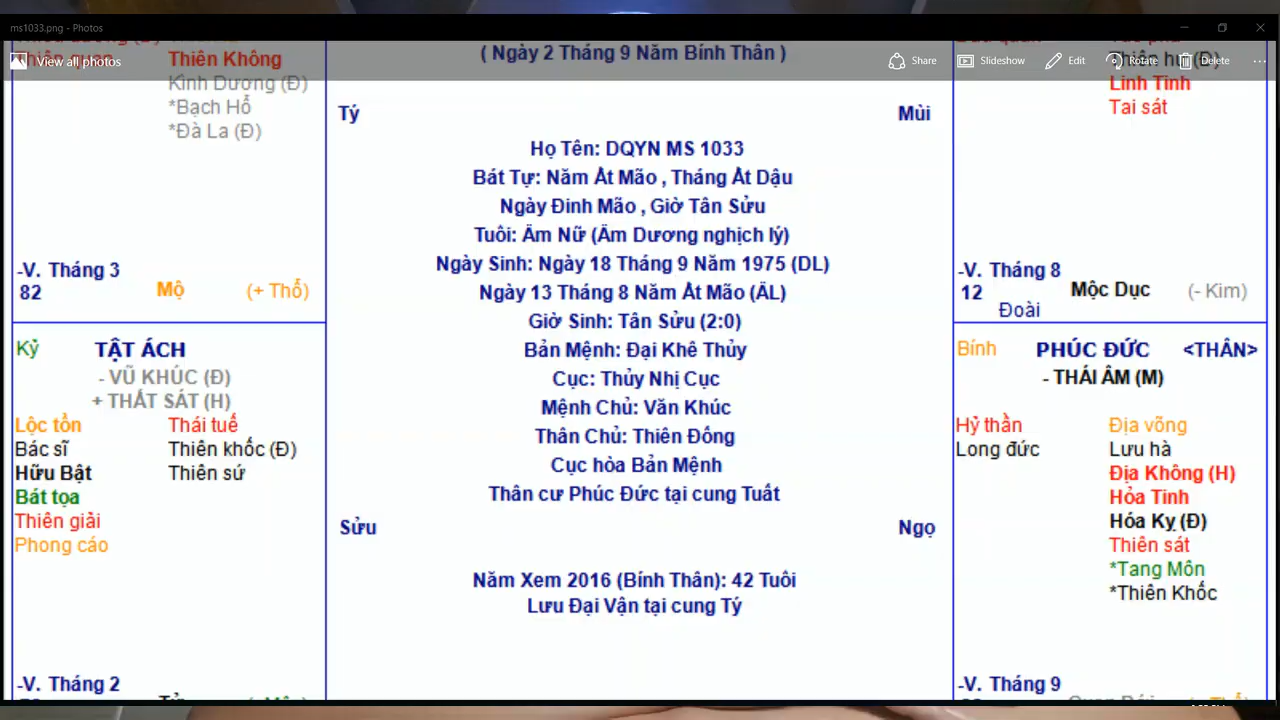 ms1033.png - Photos
View all photos
Share
Slideshow
Edit
Rotate
Delete
Thiên quan
Thiên Không
Kình Dương (Đ)
*Bạch Hổ
*Đà La (Đ)
-V. Tháng 3
82
Mộ
(+ Thổ)
Kỷ
TẬT ÁCH
- VŨ KHÚC (Đ)
+ THẤT SÁT (H)
Lộc tồn
Bác sĩ
Hữu Bật
Bát tọa
Thiên giải
Phong cáo
Thái tuế
Thiên khốc (Đ)
Thiên sứ
-V. Tháng 2
( Ngày 2 Tháng 9 Năm Bính Thân )
Tý
Mùi
Họ Tên: DQYN MS 1033
Bát Tự: Năm Ất Mão , Tháng Ất Dậu
Ngày Đinh Mão , Giờ Tân Sửu
Tuổi: Âm Nữ (Âm Dương nghịch lý)
Ngày Sinh: Ngày 18 Tháng 9 Năm 1975 (DL)
Ngày 13 Tháng 8 Năm Ất Mão (ÂL)
Giờ Sinh: Tân Sửu (2:0)
Bản Mệnh: Đại Khê Thủy
Cục: Thủy Nhị Cục
Mệnh Chủ: Văn Khúc
Thân Chủ: Thiên Đồng
Cục hòa Bản Mệnh
Thân cư Phúc Đức tại cung Tuất
Sửu
Ngọ
Năm Xem 2016 (Bính Thân): 42 Tuổi
Lưu Đại Vận tại cung Tý
Thiên hư (Đ)
Linh Tinh
Tai sát
-V. Tháng 8
12
Đoài
Mộc Dục
(- Kim)
Bính
PHÚC ĐỨC
<THÂN>
- THÁI ÂM (M)
Hỷ thần
Long đức
Địa võng
Lưu hà
Địa Không (H)
Hỏa Tinh
Hóa Kỵ (Đ)
Thiên sát
*Tang Môn
*Thiên Khốc
-V. Tháng 9